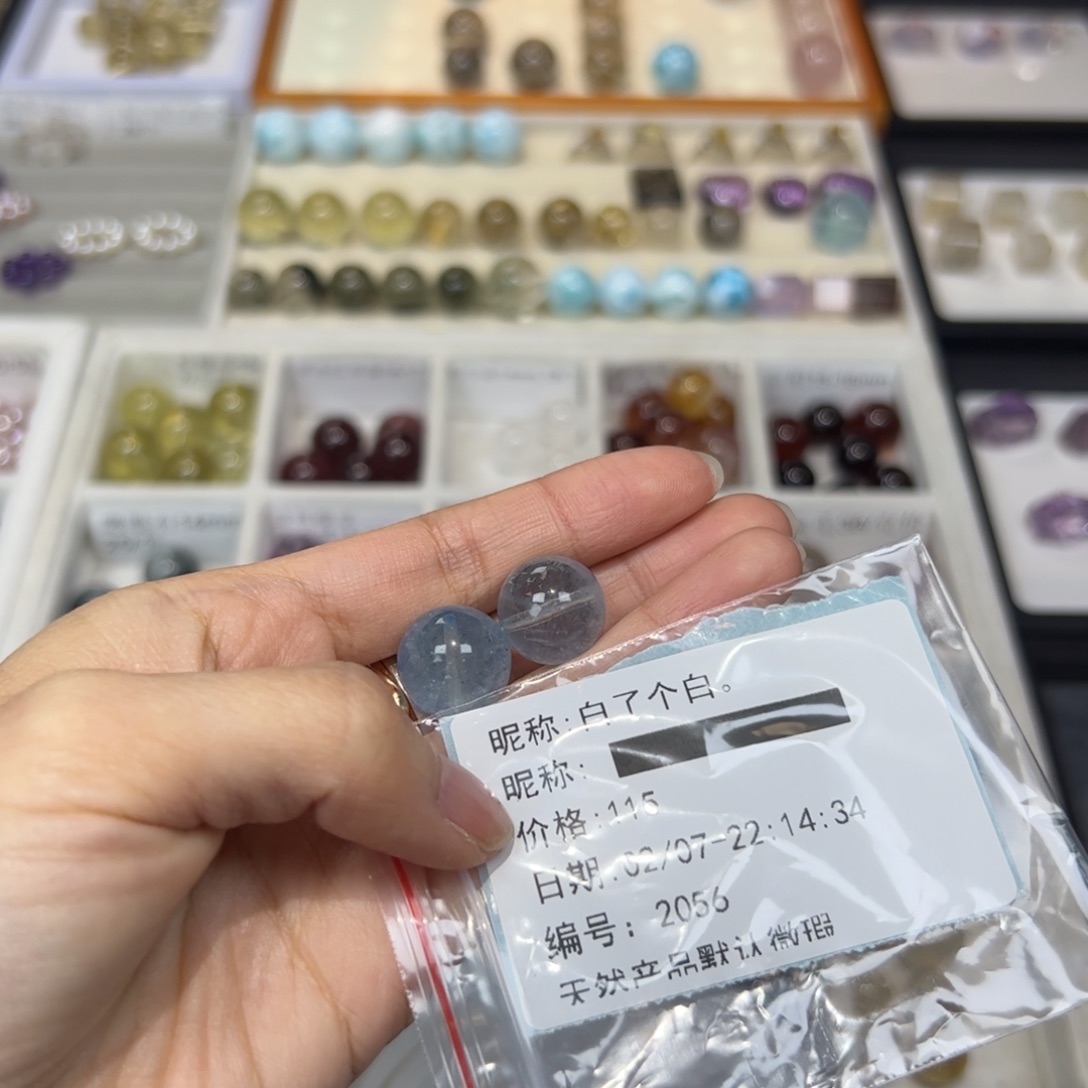 昵称:白了个白。
昵称:
价格:115
日期:02/07-22:14:34
编号: 2056
天然产品默认微瑕